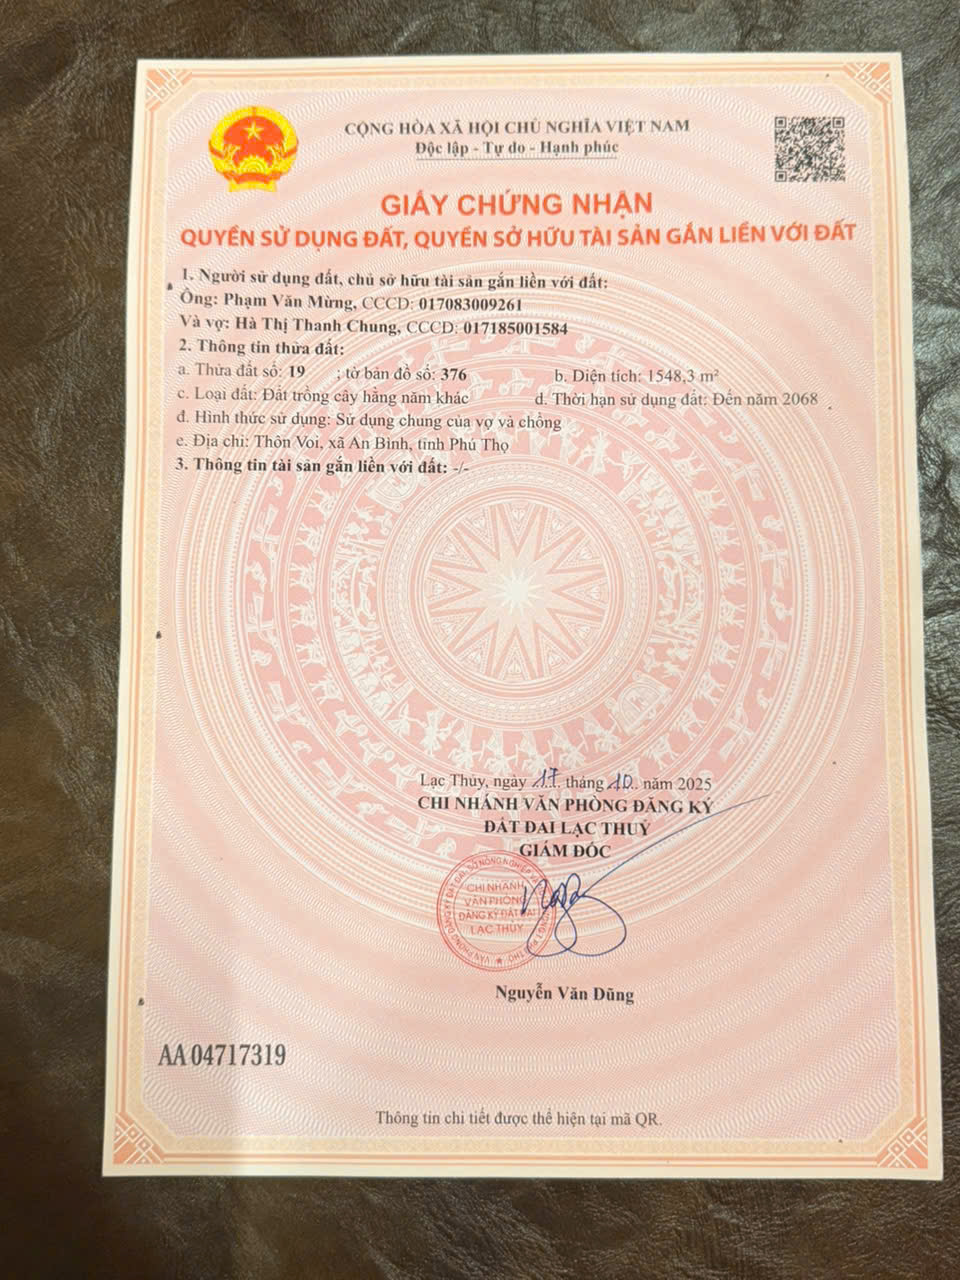 CỘNG HÒA XÃ HỘI CHỦ NGHĨA VIỆT NAM
Độc lập - Tự do - Hạnh phúc
GIẤY CHỨNG NHẬN
QUYỀN SỬ DỤNG ĐẤT, QUYỀN SỞ HỮU TÀI SẢN GẮN LIỀN VỚI ĐẤT
1. Người sử dụng đất, chủ sở hữu tài sản gắn liền với đất:
Ông: Phạm Văn Mừng, CCCD: 017083009261
Và vợ: Hà Thị Thanh Chung, CCCD: 017185001584
2. Thông tin thửa đất:
a. Thửa đất số: 19 ; tờ bản đồ số: 376 b. Diện tích: 1548,3 m²
c. Loại đất: Đất trồng cây hằng năm khác d. Thời hạn sử dụng đất: Đến năm 2068
đ. Hình thức sử dụng: Sử dụng chung của vợ và chồng
e. Địa chỉ: Thôn Voi, xã An Bình, tỉnh Phú Thọ
3. Thông tin tài sản gắn liền với đất: -/-
Lạc Thủy, ngày 17 tháng 10 năm 2025
CHI NHÁNH VĂN PHÒNG ĐĂNG KÝ
ĐẤT ĐAI LẠC THUỶ
GIÁM ĐỐC
CHI NHÁNH
VĂN PHÒNG
ĐĂNG KÝ ĐẤT ĐAI
LẠC THỦY
Nguyễn Văn Dũng
AA 04717319
Thông tin chi tiết được thể hiện tại mã QR.